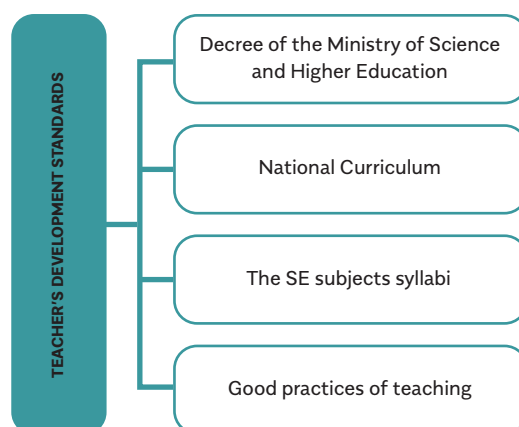 TEACHER'S DEVELOPMENT STANDARDS
Decree of the Ministry of Science
and Higher Education
National Curriculum
The SE subjects syllabi
Good practices of teaching